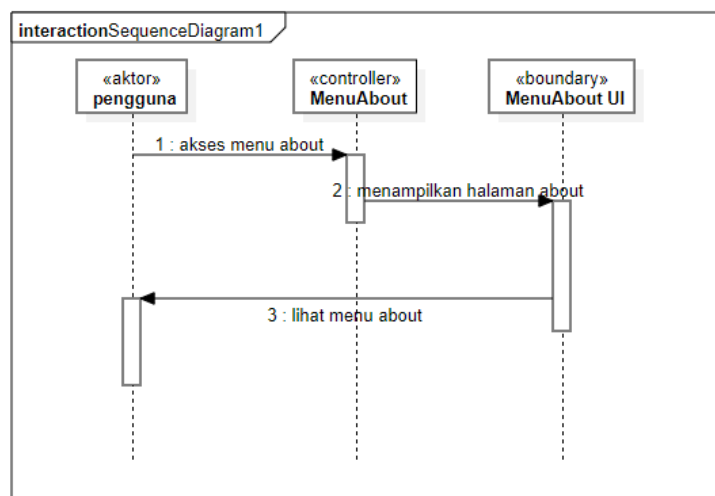 interactionSequenceDiagram1
«aktor»
pengguna
«controller»
MenuAbout
«boundary»
MenuAbout UI
1 : akses menu about
2 : menampilkan halaman about
3 : lihat menu about